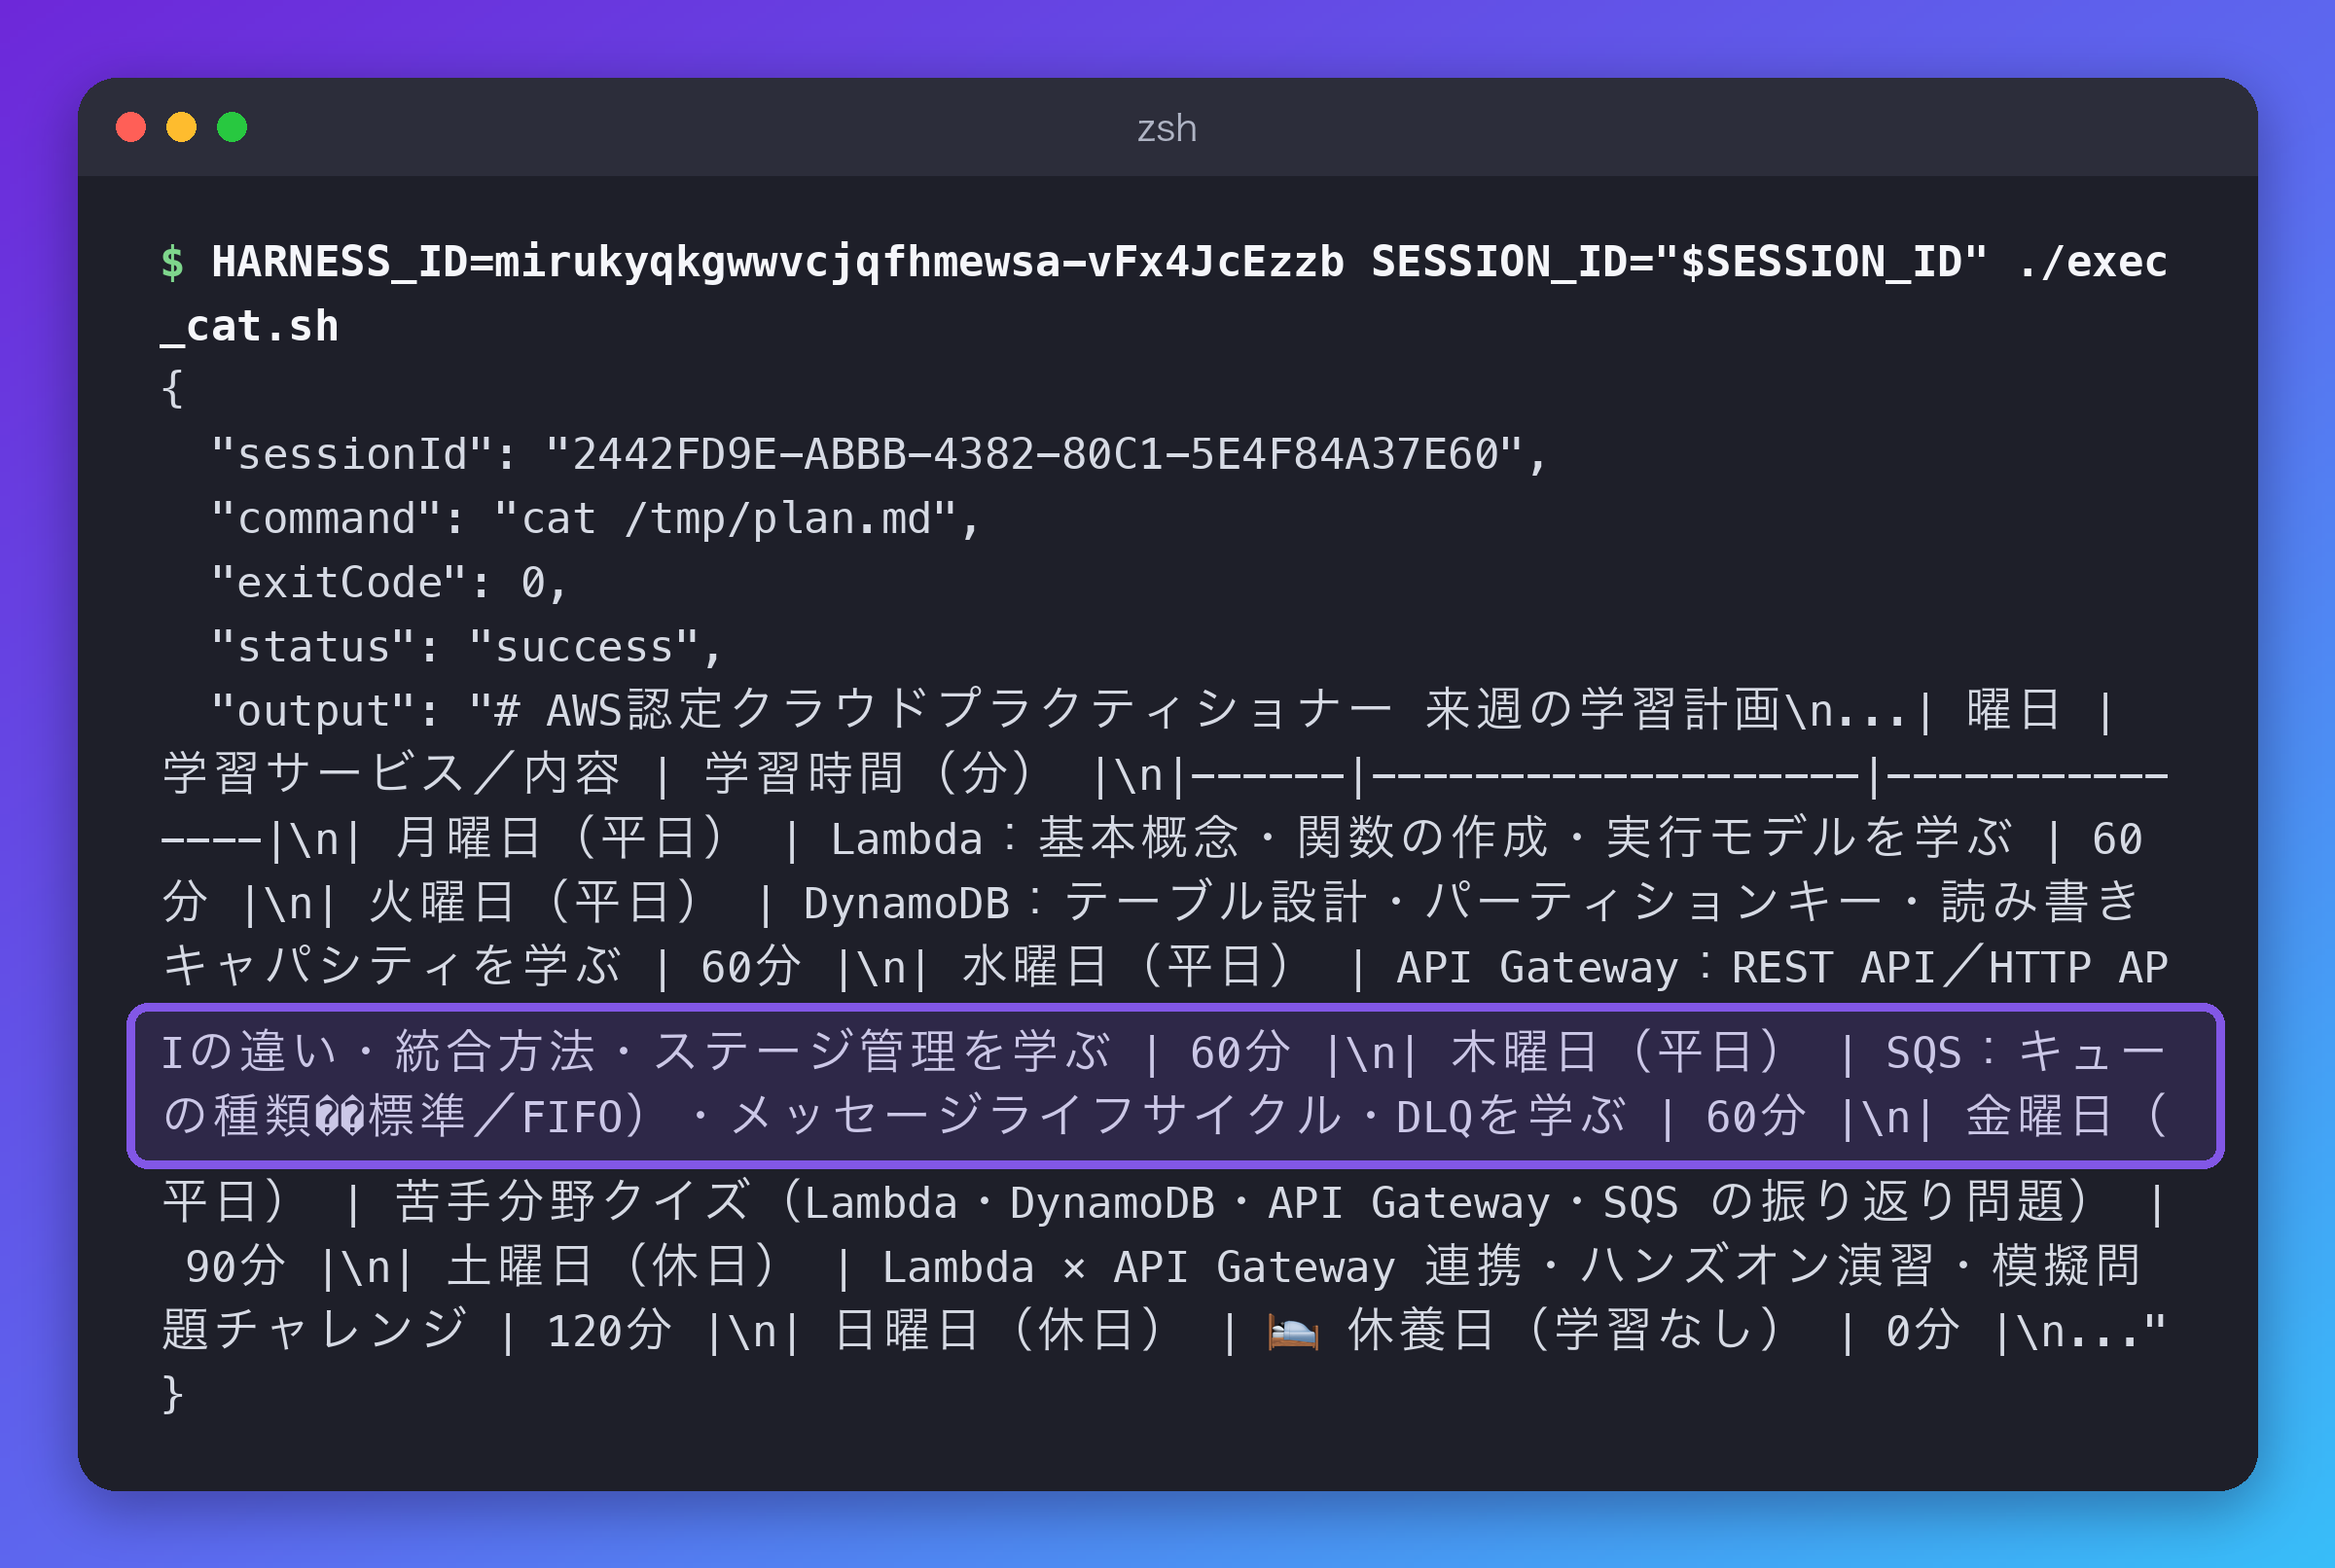 zsh
$ HARNESS_ID=mirukyqkgwwvcjqfhmewsa-vFx4JcEzzb SESSION_ID="$SESSION_ID" ./exec
_cat.sh
{
  "sessionId": "2442FD9E-ABBB-4382-80C1-5E4F84A37E60",
  "command": "cat /tmp/plan.md",
  "exitCode": 0,
  "status": "success",
  "output": "# AWS認定クラウドプラクティショナー 来週の学習計画\n...| 曜日 |
学習サービス／内容 | 学習時間（分） |\n|------|-------------------|-----------
----|\n| 月曜日（平日） | Lambda：基本概念・関数の作成・実行モデルを学ぶ | 60
分 |\n| 火曜日（平日） | DynamoDB：テーブル設計・パーティションキー・読み書き
キャパシティを学ぶ | 60分 |\n| 水曜日（平日） | API Gateway：REST API／HTTP AP
Iの違い・統合方法・ステージ管理を学ぶ | 60分 |\n| 木曜日（平日） | SQS：キュー
の種類��標準／FIFO）・メッセージライフサイクル・DLQを学ぶ | 60分 |\n| 金曜日（
平日） | 苦手分野クイズ（Lambda・DynamoDB・API Gateway・SQS の振り返り問題） |
 90分 |\n| 土曜日（休日） | Lambda × API Gateway 連携・ハンズオン演習・模擬問
題チャレンジ | 120分 |\n| 日曜日（休日） | 🛌 休養日（学習なし） | 0分 |\n..."
}